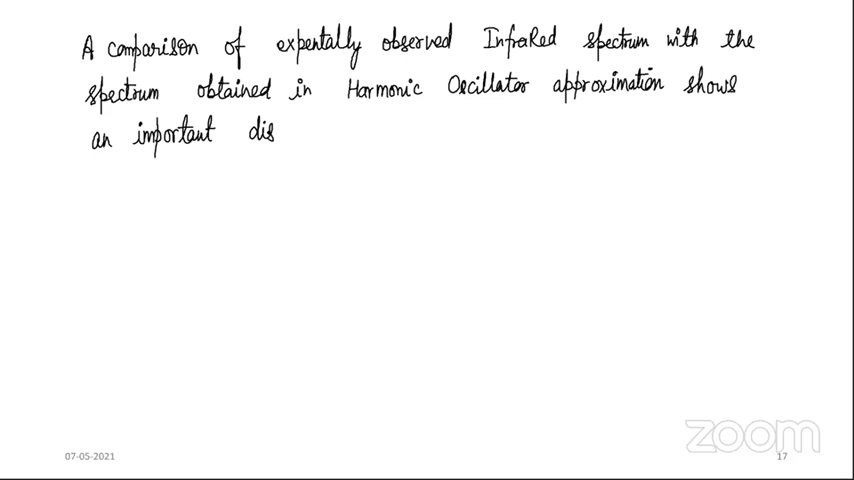 A comparison of expentally observed Infrared spectrum with the
spectrum obtained in Harmonic Oscillator approximation shows
an important dis
zoom
07-05-2021
17